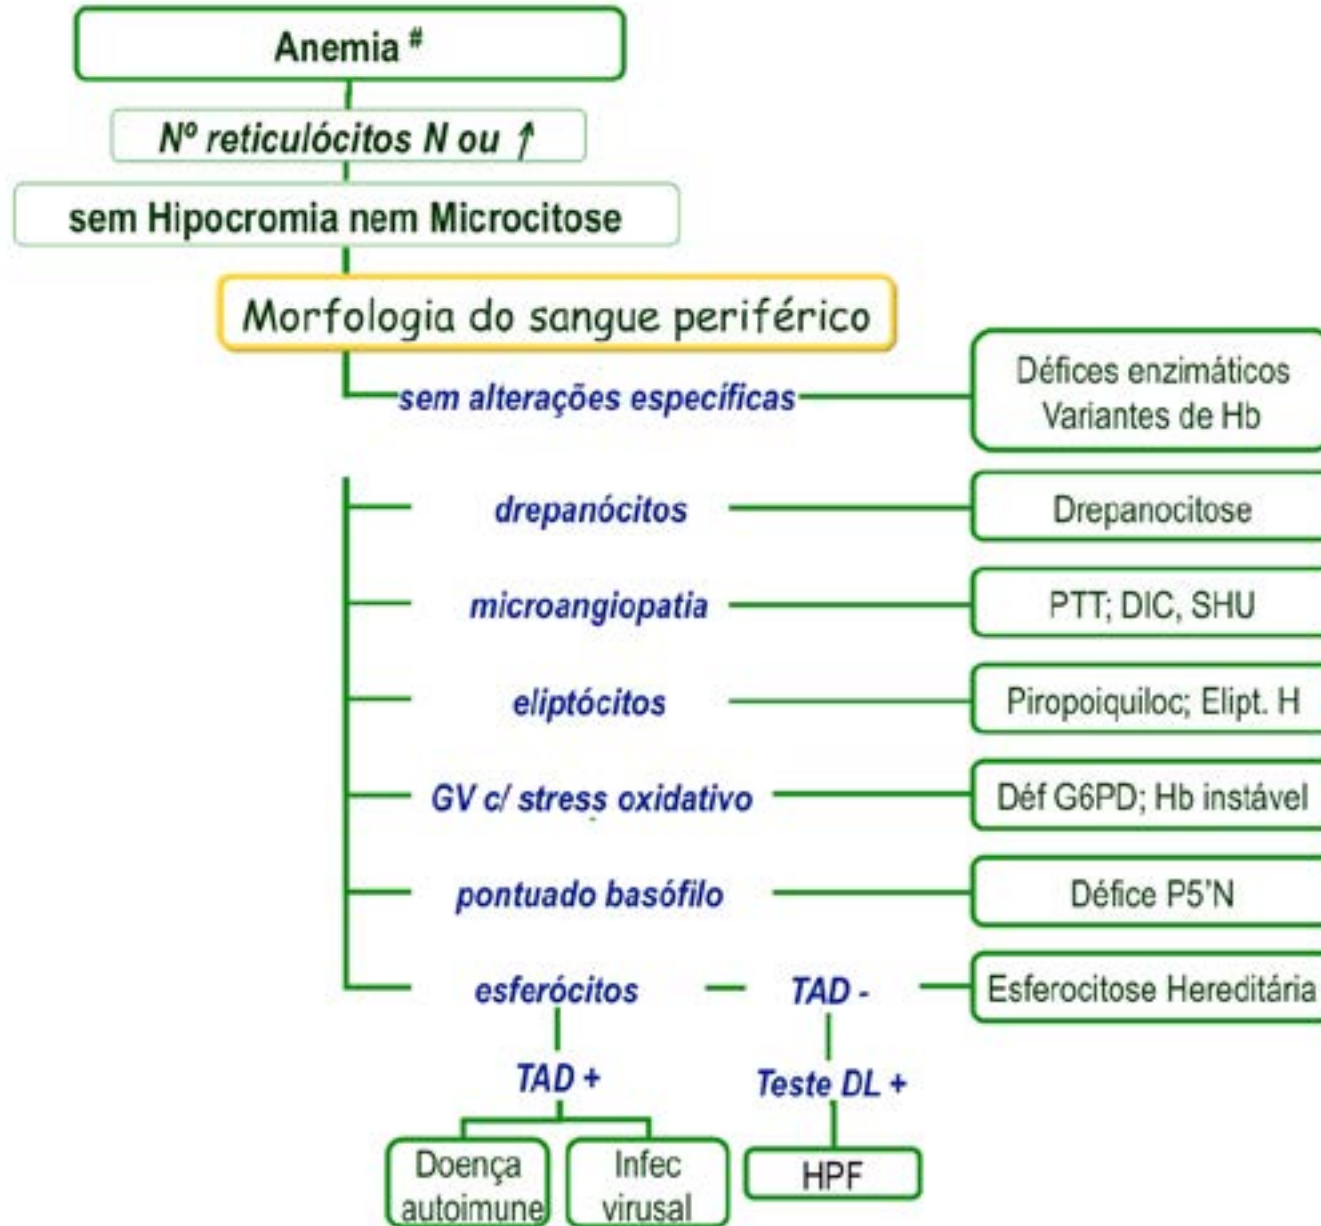 Anemia #
Nº reticulócitos N ou ↑
sem Hipocromia nem Microcitose
Morfologia do sangue periférico
sem alterações específicas
Défices enzimáticos
Variantes de Hb
drepanócitos
Drepanocitose
microangiopatia
PTT; DIC, SHU
eliptócitos
Piropoiquiloc; Elipt. H
GV c/ stress oxidativo
Déf G6PD; Hb instável
pontuado basófilo
Défice P5'N
esferócitos
TAD -
Esferocitose Hereditária
TAD +
Teste DL +
Doença
autoimune
Infec
virusal
HPF